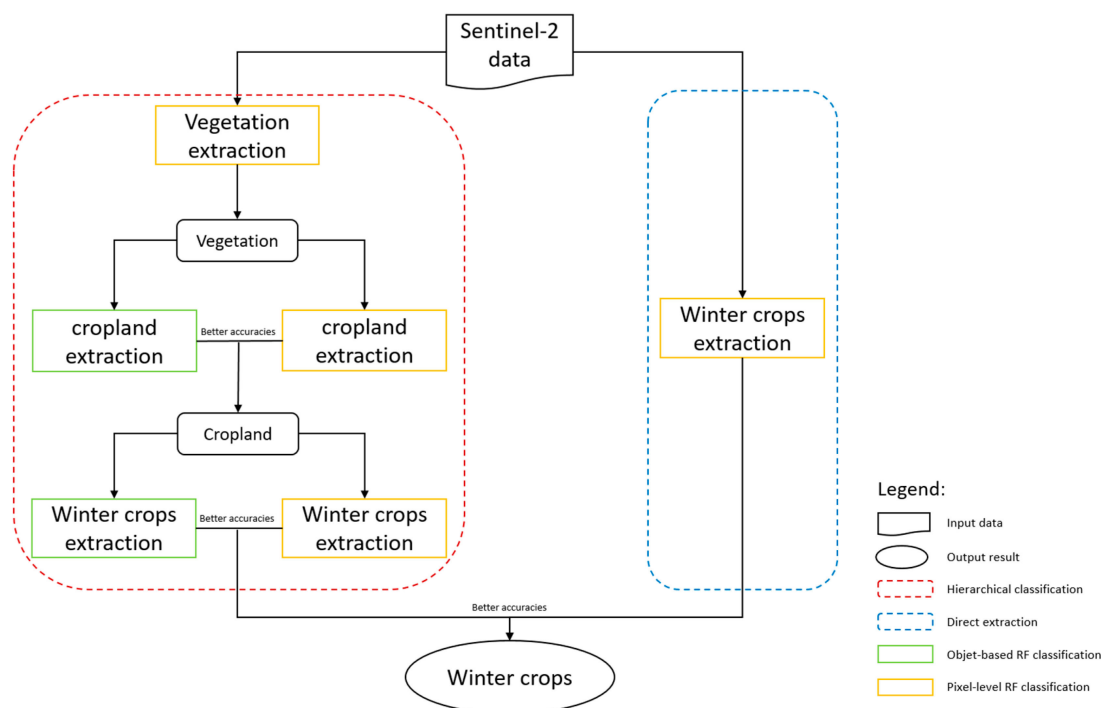 Sentinel-2
data
Vegetation
extraction
Vegetation
cropland
extraction
Better accuracies
cropland
extraction
Winter crops
extraction
Cropland
Winter crops
extraction
Better accuracies
Winter crops
extraction
Better accuracies
Winter crops
Legend:
Input data
Output result
Hierarchical classification
Direct extraction
Objet-based RF classification
Pixel-level RF classification